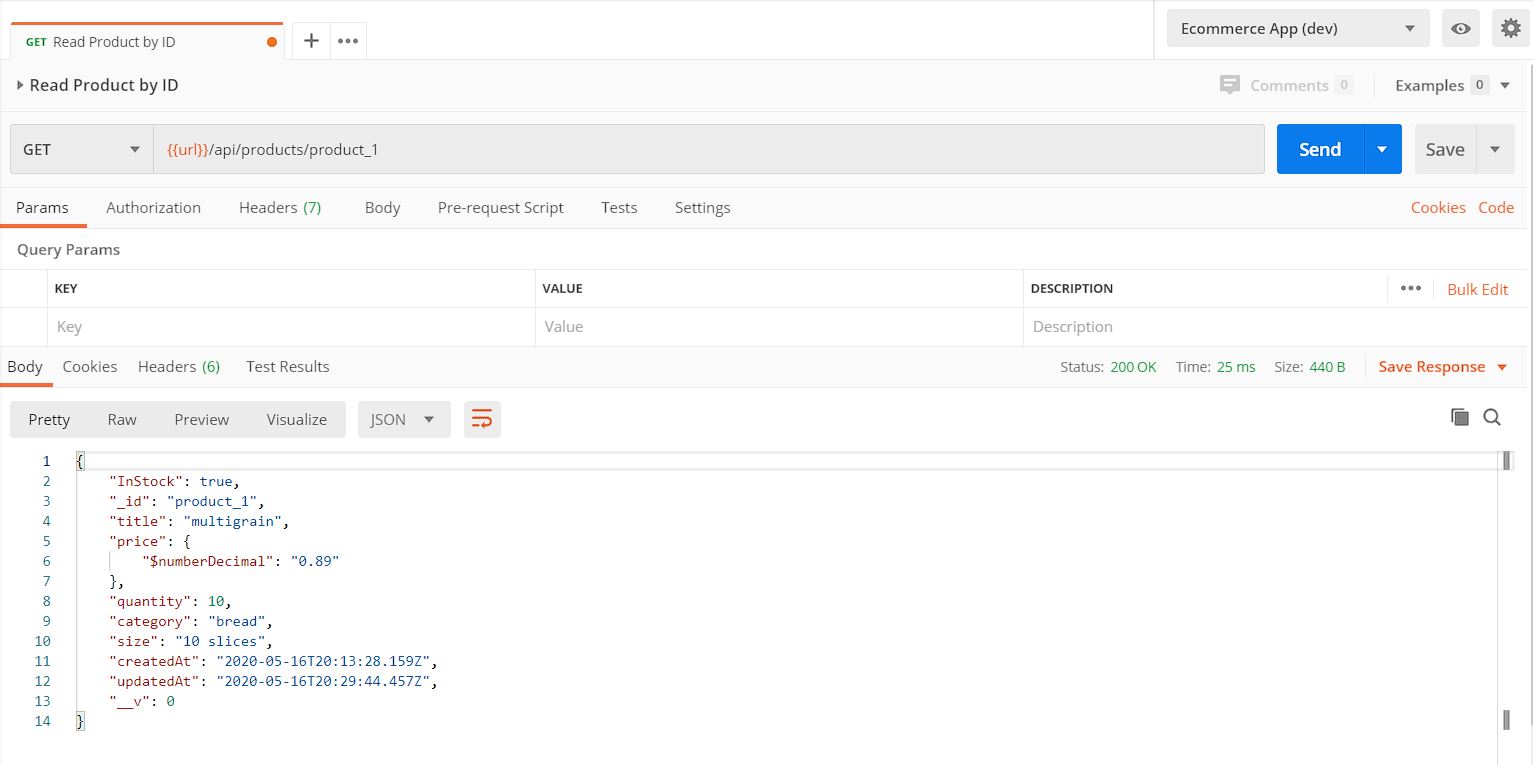 GET Read Product by ID
Ecommerce App (dev)
Read Product by ID
Comments 0
Examples 0
GET
{{url}}/api/products/product_1
Send
Save
Params Authorization Headers (7) Body Pre-request Script Tests Settings
Cookies Code
Query Params
KEY VALUE DESCRIPTION
Bulk Edit
Key Value Description
Body Cookies Headers (6) Test Results
Status: 200 OK Time: 25 ms Size: 440 B Save Response
Pretty Raw Preview Visualize JSON
1 {
2 "InStock": true,
3 "_id": "product_1",
4 "title": "multigrain",
5 "price": {
6 "$numberDecimal": "0.89"
7 },
8 "quantity": 10,
9 "category": "bread",
10 "size": "10 slices",
11 "createdAt": "2020-05-16T20:13:28.159Z",
12 "updatedAt": "2020-05-16T20:29:44.457Z",
13 "__v": 0
14 }